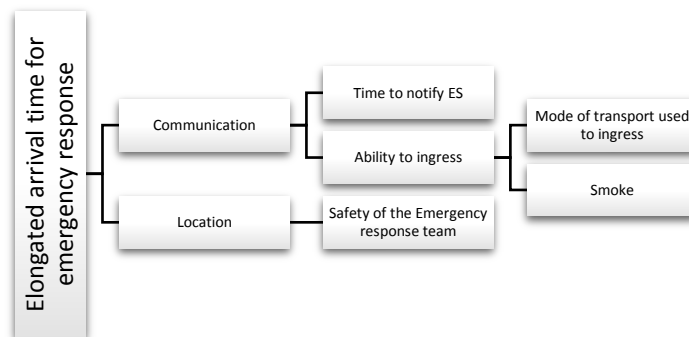 Elongated arrival time for
emergency response
Communication
Time to notify ES
Ability to ingress
Mode of transport used
to ingress
Smoke
Location
Safety of the Emergency
response team